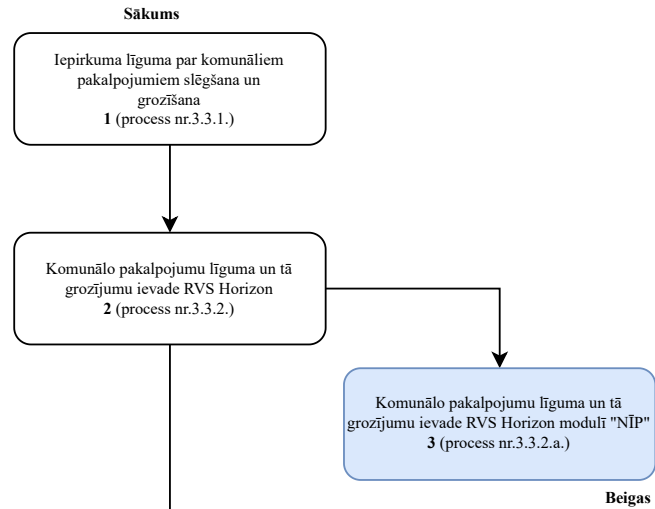 Sākums
Iepirkuma līguma par komunāliem
pakalpojumiem slēgšana un
grozīšana
1 (process nr.3.3.1.)
Komunālo pakalpojumu līguma un tā
grozījumu ievade RVS Horizon
2 (process nr.3.3.2.)
Komunālo pakalpojumu līguma un tā
grozījumu ievade RVS Horizon modulī "NĪP"
3 (process nr.3.3.2.a.)
Beigas